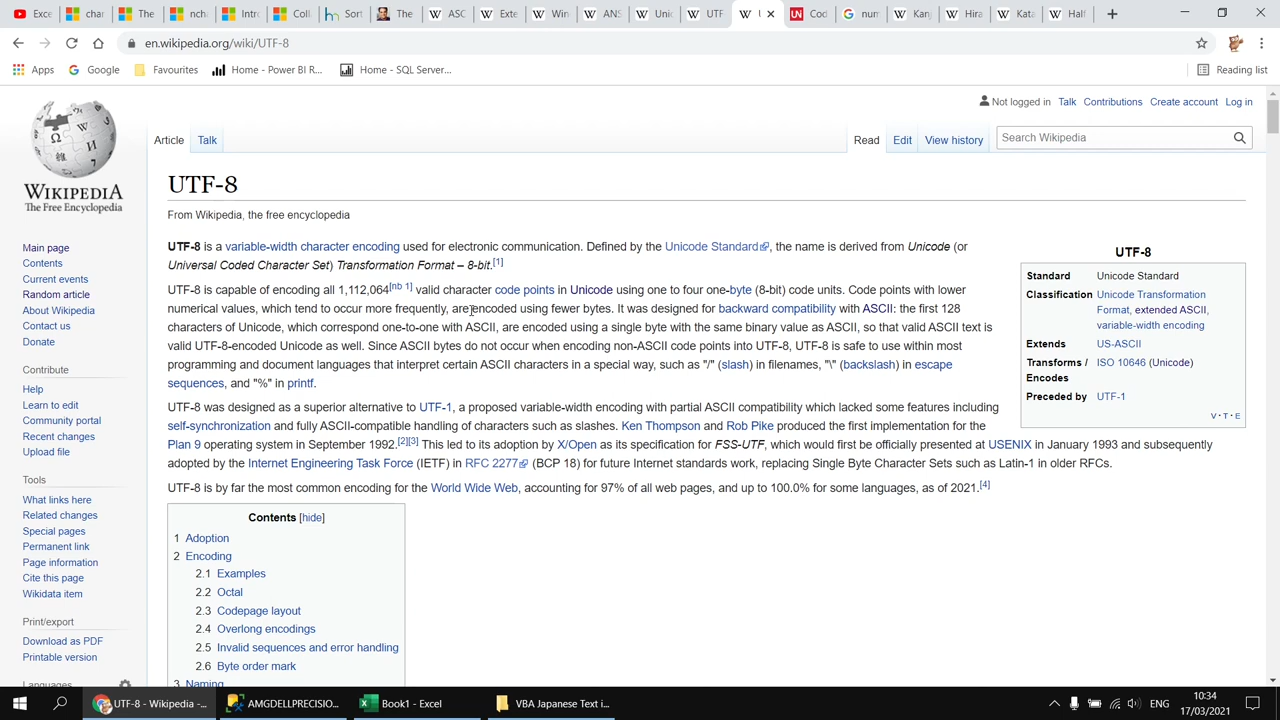 Exce
char
The
ncha
Intro
Coll
Sort
The
ASC
Exte
Win
ANS
Unic
UTF
U
Cod
num
Kanj
Hira
Kata
Half
en.wikipedia.org/wiki/UTF-8
Apps Google Favourites Home - Power BI R... Home - SQL Server... Reading list
Not logged in Talk Contributions Create account Log in
Article Talk Read Edit View history Search Wikipedia
WIKIPEDIA
The Free Encyclopedia
Main page
Contents
Current events
Random article
About Wikipedia
Contact us
Donate
Contribute
Help
Learn to edit
Community portal
Recent changes
Upload file
Tools
What links here
Related changes
Special pages
Permanent link
Page information
Cite this page
Wikidata item
Print/export
Download as PDF
Printable version
Languages
UTF-8
From Wikipedia, the free encyclopedia
UTF-8 is a variable-width character encoding used for electronic communication. Defined by the Unicode Standard, the name is derived from Unicode (or
Universal Coded Character Set) Transformation Format – 8-bit.[1]
UTF-8 is capable of encoding all 1,112,064[nb 1] valid character code points in Unicode using one to four one-byte (8-bit) code units. Code points with lower
numerical values, which tend to occur more frequently, are encoded using fewer bytes. It was designed for backward compatibility with ASCII: the first 128
characters of Unicode, which correspond one-to-one with ASCII, are encoded using a single byte with the same binary value as ASCII, so that valid ASCII text is
valid UTF-8-encoded Unicode as well. Since ASCII bytes do not occur when encoding non-ASCII code points into UTF-8, UTF-8 is safe to use within most
programming and document languages that interpret certain ASCII characters in a special way, such as "/" (slash) in filenames, "\" (backslash) in escape
sequences, and "%" in printf.
UTF-8 was designed as a superior alternative to UTF-1, a proposed variable-width encoding with partial ASCII compatibility which lacked some features including
self-synchronization and fully ASCII-compatible handling of characters such as slashes. Ken Thompson and Rob Pike produced the first implementation for the
Plan 9 operating system in September 1992.[2][3] This led to its adoption by X/Open as its specification for FSS-UTF, which would first be officially presented at USENIX in January 1993 and subsequently
adopted by the Internet Engineering Task Force (IETF) in RFC 2277 (BCP 18) for future Internet standards work, replacing Single Byte Character Sets such as Latin-1 in older RFCs.
UTF-8 is by far the most common encoding for the World Wide Web, accounting for 97% of all web pages, and up to 100.0% for some languages, as of 2021.[4]
UTF-8
Standard Unicode Standard
Classification Unicode Transformation
Format, extended ASCII,
variable-width encoding
Extends US-ASCII
Transforms / ISO 10646 (Unicode)
Encodes
Preceded by UTF-1
V·T·E
Contents [hide]
1 Adoption
2 Encoding
2.1 Examples
2.2 Octal
2.3 Codepage layout
2.4 Overlong encodings
2.5 Invalid sequences and error handling
2.6 Byte order mark
3 Naming
UTF-8 - Wikipedia -... AMGDELLPRECISIO... Book1 - Excel VBA Japanese Text i... ENG 10:34
17/03/2021